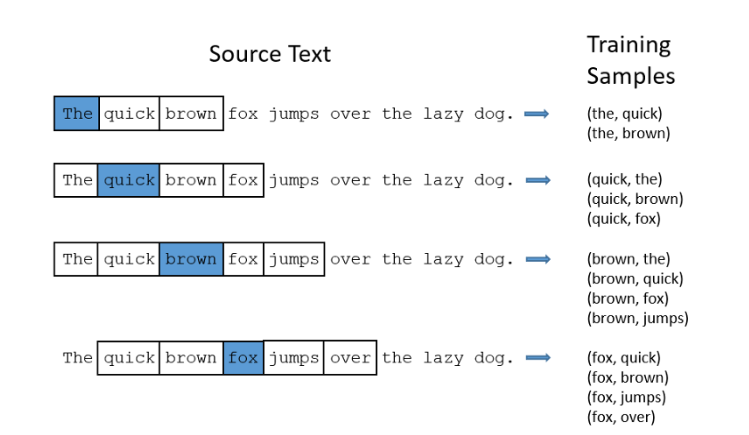 Source Text
Training
Samples
The quick brown fox jumps over the lazy dog.
(the, quick)
(the, brown)
The quick brown fox jumps over the lazy dog.
(quick, the)
(quick, brown)
(quick, fox)
The quick brown fox jumps over the lazy dog.
(brown, the)
(brown, quick)
(brown, fox)
(brown, jumps)
The quick brown fox jumps over the lazy dog.
(fox, quick)
(fox, brown)
(fox, jumps)
(fox, over)